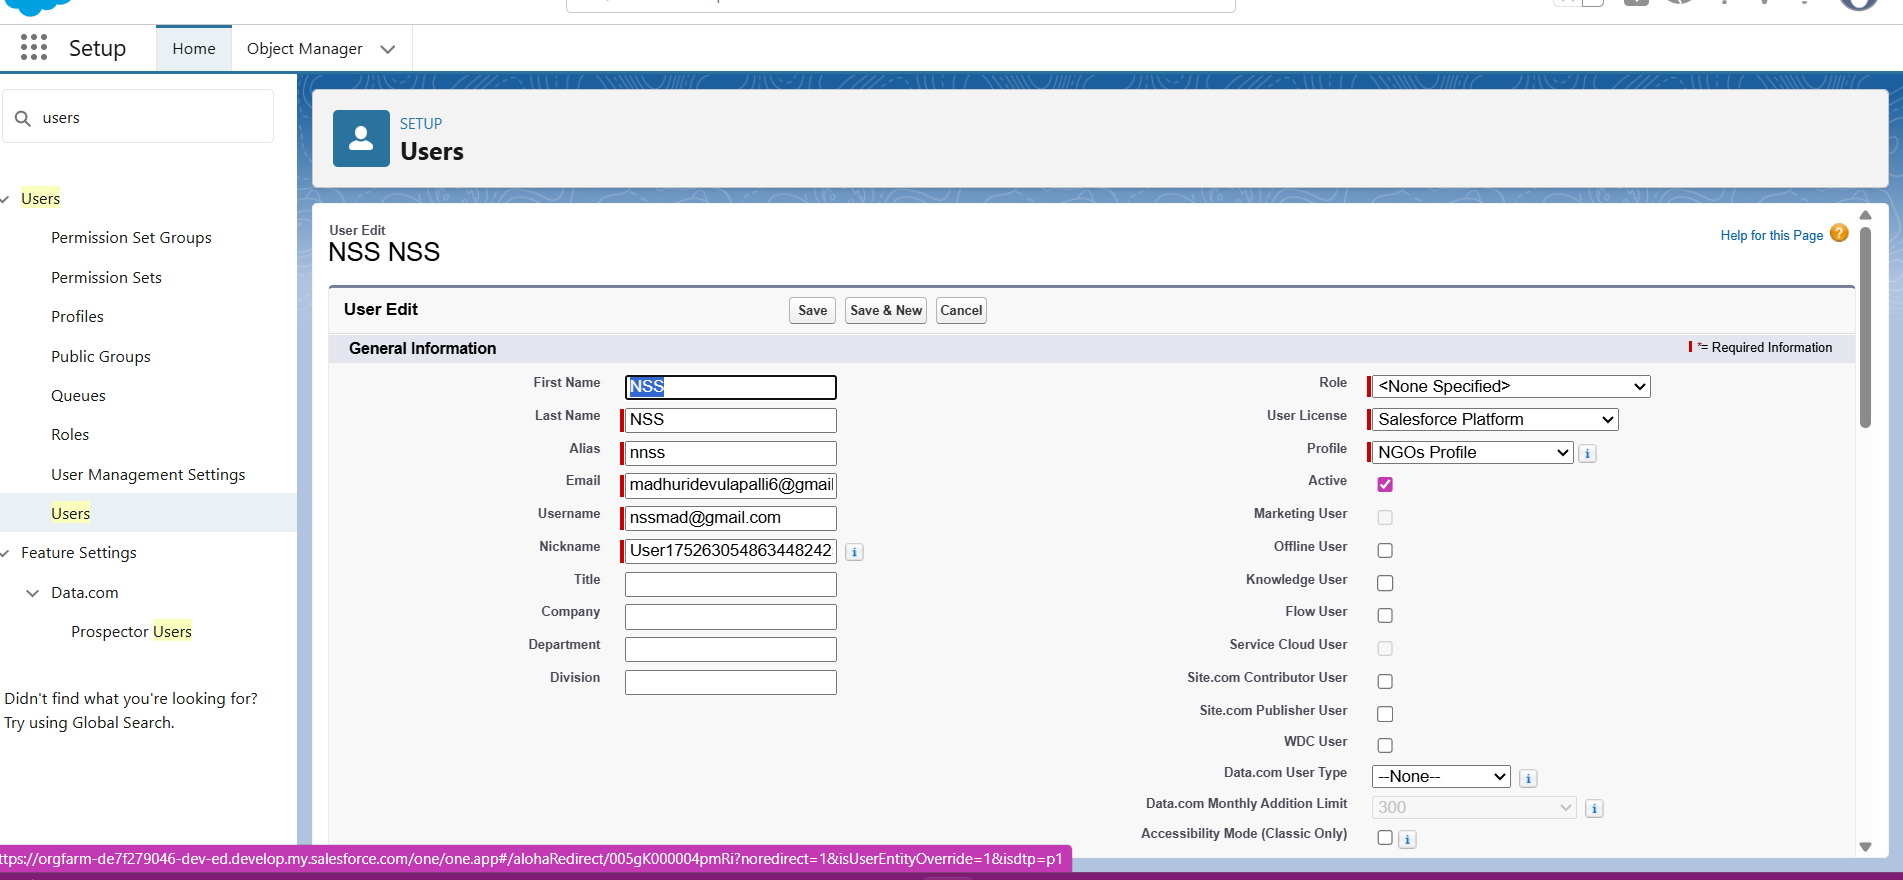 Setup
Home
Object Manager
users
Users
Permission Set Groups
Permission Sets
Profiles
Public Groups
Queues
Roles
User Management Settings
Users
Feature Settings
Data.com
Prospector Users
Didn't find what you're looking for?
Try using Global Search.
SETUP
Users
User Edit
NSS NSS
Help for this Page
User Edit
Save
Save & New
Cancel
General Information
*= Required Information
First Name NSS
Last Name NSS
Alias nnss
Email madhuridevulapalli6@gmail
Username nssmad@gmail.com
Nickname User175263054863448242
Title
Company
Department
Division
Role <None Specified>
User License Salesforce Platform
Profile NGOs Profile
Active
Marketing User
Offline User
Knowledge User
Flow User
Service Cloud User
Site.com Contributor User
Site.com Publisher User
WDC User
Data.com User Type --None--
Data.com Monthly Addition Limit 300
Accessibility Mode (Classic Only)
ttps://orgfarm-de7f279046-dev-ed.develop.my.salesforce.com/one/one.app#/alohaRedirect/005gK000004pmRi?noredirect=1&isUserEntityOverride=1&isdtp=p1